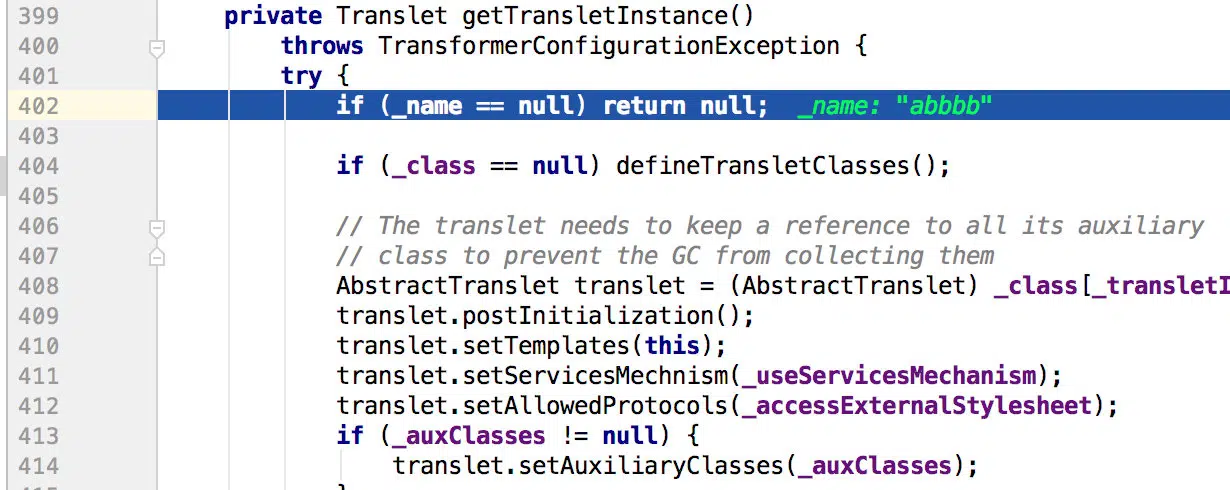 399 private Translet getTransletInstance()
400 throws TransformerConfigurationException {
401 try {
402 if (_name == null) return null; _name: "abbbb"
403
404 if (_class == null) defineTransletClasses();
405
406 // The translet needs to keep a reference to all its auxiliary
407 // class to prevent the GC from collecting them
408 AbstractTranslet translet = (AbstractTranslet) _class[_transletI
409 translet.postInitialization();
410 translet.setTemplates(this);
411 translet.setServicesMechnism(_useServicesMechanism);
412 translet.setAllowedProtocols(_accessExternalStylesheet);
413 if (_auxClasses != null) {
414 translet.setAuxiliaryClasses(_auxClasses);